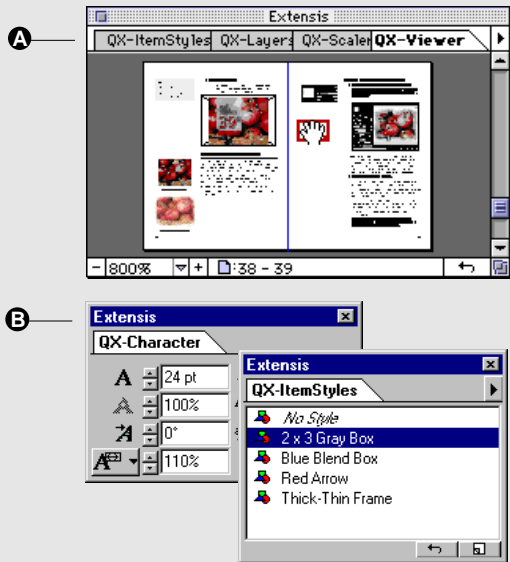 A
Extensis
QX-ItemStyles QX-Layers QX-Scaler QX-Viewer
39
- 800% + :38 - 39
B
Extensis
QX-Character
A 24 pt
A 100%
A 0°
A 110%
Extensis
QX-ItemStyles
No Style
2 x 3 Gray Box
Blue Blend Box
Red Arrow
Thick-Thin Frame